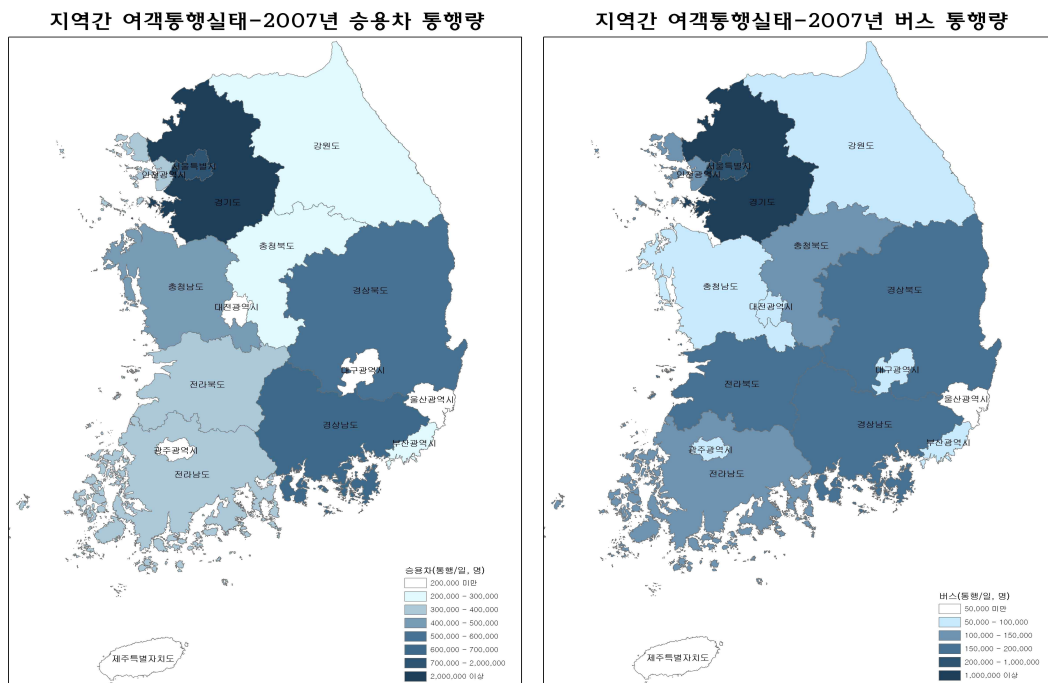 지역간 여객통행실태-2007년 승용차 통행량
강원도
서울특별시
인천광역시
경기도
충청북도
충청남도
경상북도
대전광역시
대구광역시
전라북도
울산광역시
경상남도
부산광역시
광주광역시
전라남도
제주특별자치도
승용차(통행/일, 명)
200,000 미만
200,000 - 300,000
300,000 - 400,000
400,000 - 500,000
500,000 - 600,000
600,000 - 700,000
700,000 - 2,000,000
2,000,000 이상
지역간 여객통행실태-2007년 버스 통행량
강원도
서울특별시
인천광역시
경기도
충청북도
충청남도
경상북도
대전광역시
대구광역시
전라북도
울산광역시
경상남도
부산광역시
광주광역시
전라남도
제주특별자치도
버스(통행/일, 명)
50,000 미만
50,000 - 100,000
100,000 - 150,000
150,000 - 200,000
200,000 - 1,000,000
1,000,000 이상